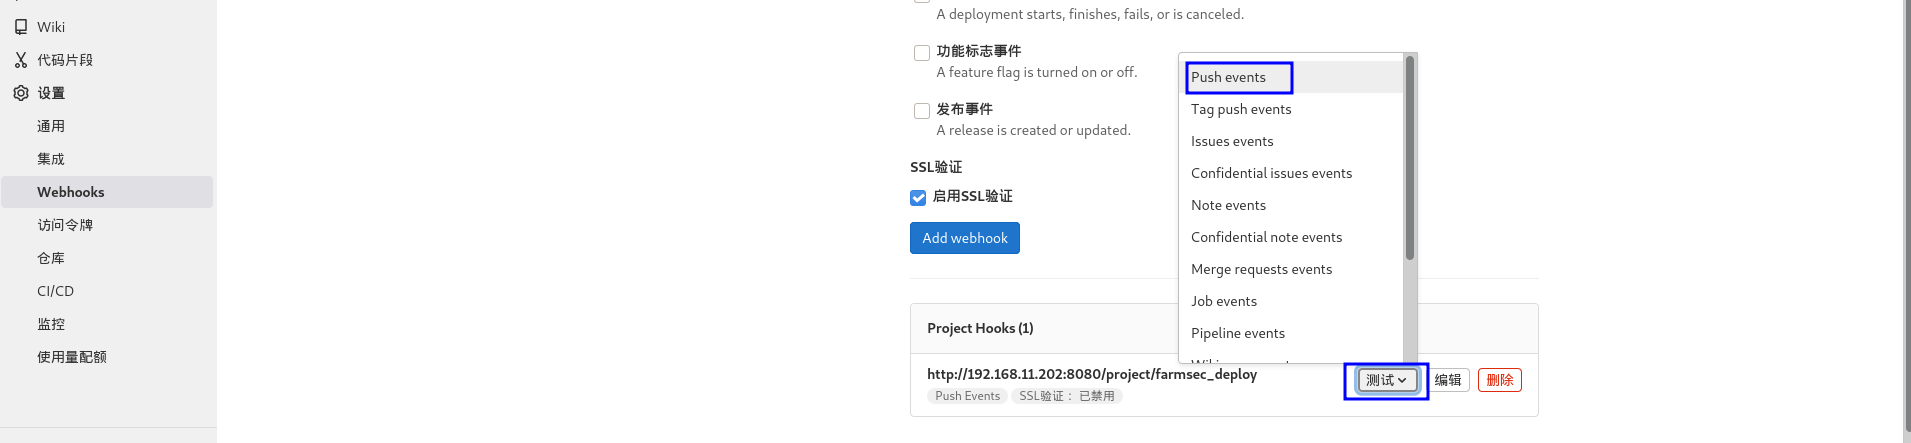 Wiki
代码片段
设置
通用
集成
Webhooks
访问令牌
仓库
CI/CD
监控
使用量配额
A deployment starts, finishes, fails, or is canceled.
功能标志事件
A feature flag is turned on or off.
发布事件
A release is created or updated.
SSL验证
启用SSL验证
Add webhook
Push events
Tag push events
Issues events
Confidential issues events
Note events
Confidential note events
Merge requests events
Job events
Pipeline events
Project Hooks (1)
http://192.168.11.202:8080/project/farmsec_deploy
测试 编辑 删除
Push Events SSL验证：已禁用